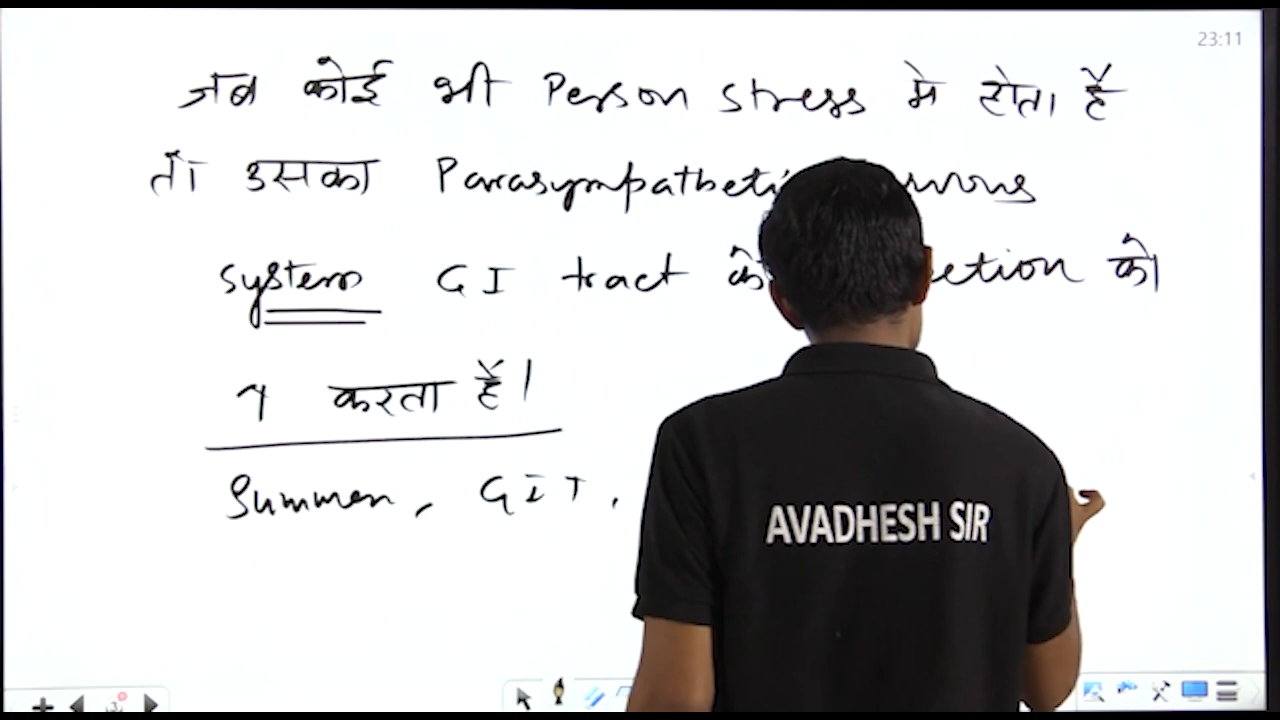 23:11
जब कोई भी Person stress मे होता है
तो उसका Parasympathetic
system GI tract के को
↑ करता है।
Summer, GIT,
AVADHESH SIR